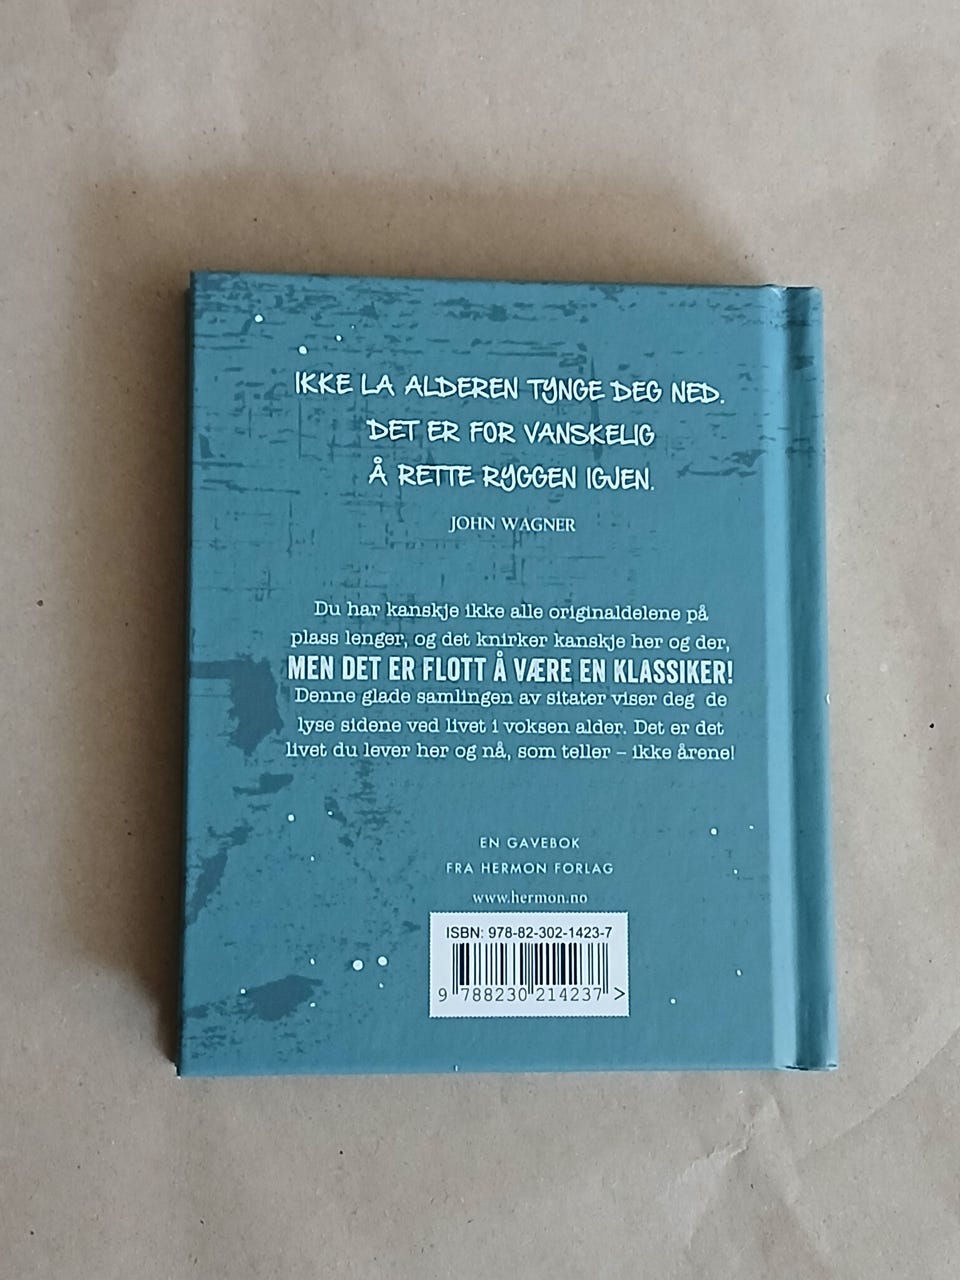 IKKE LA ALDEREN TYNGE DEG NED.
DET ER FOR VANSKELIG
Å RETTE RYGGEN IGJEN.
JOHN WAGNER
Du har kanskje ikke alle originaldelene på
plass lenger, og det knirker kanskje her og der,
MEN DET ER FLOTT Å VÆRE EN KLASSIKER!
Denne glade samlingen av sitater viser deg de
lyse sidene ved livet i voksen alder. Det er det
livet du lever her og nå, som teller – ikke årene!
EN GAVEBOK
FRA HERMON FORLAG
www.hermon.no
ISBN: 978-82-302-1423-7
9 788230 214237 >